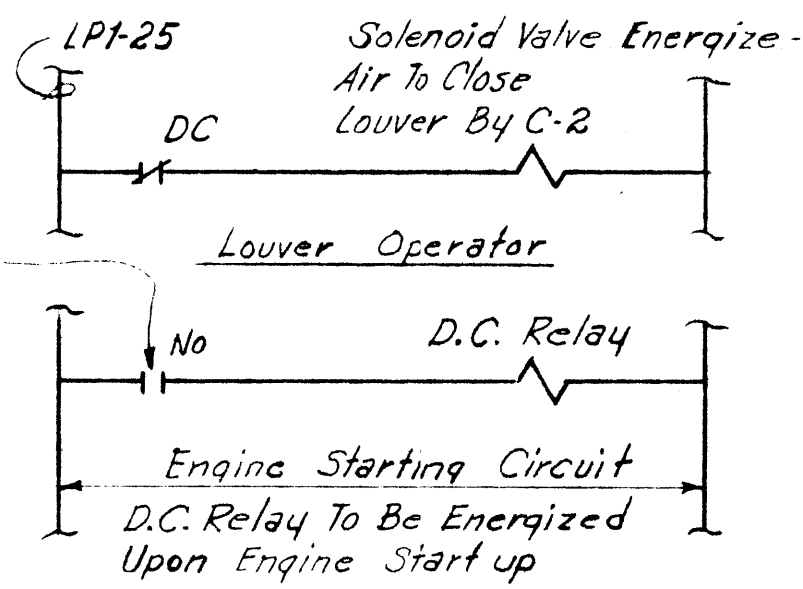 LP1-25
Solenoid Valve Energize-
Air To Close
Louver By C-2
DC
Louver Operator
NO
D.C. Relay
Engine Starting Circuit
D.C. Relay To Be Energized
Upon Engine Start up